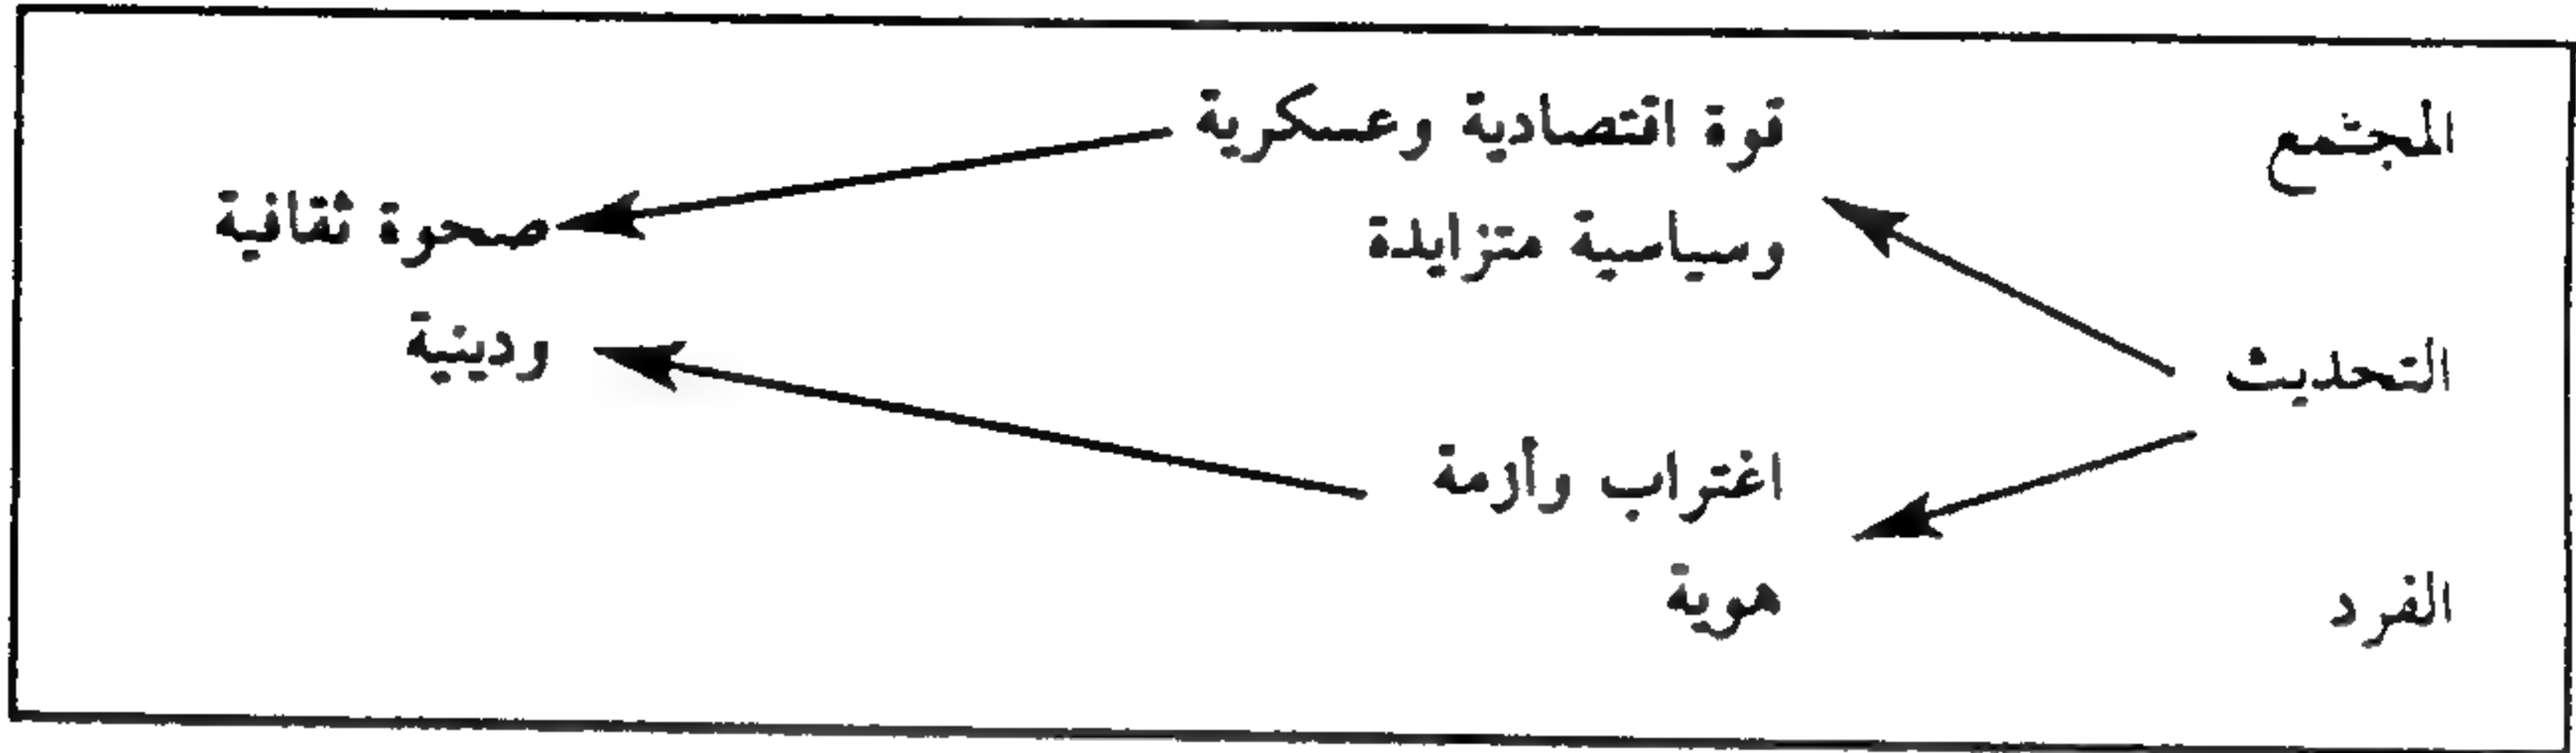 المجتمع
قوة اقتصادية وعسكرية
وسياسية متزايدة
صحوة ثقافية
ودينية
التحديث
اغتراب وأزمة
هوية
الفرد